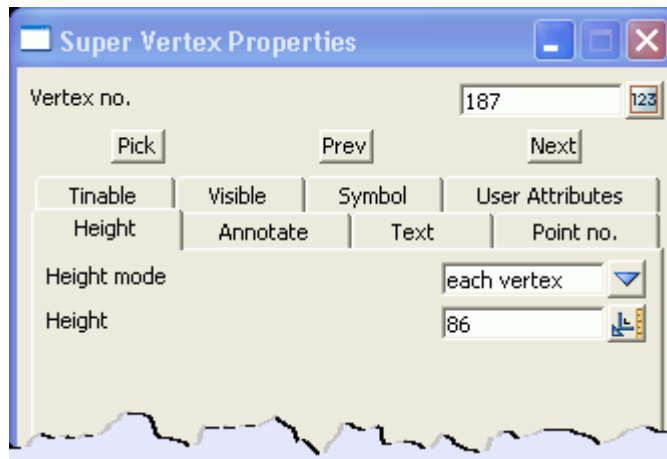 Super Vertex Properties
Vertex no. 187 123
Pick Prev Next
Tinable Visible Symbol User Attributes
Height Annotate Text Point no.
Height mode each vertex
Height 86